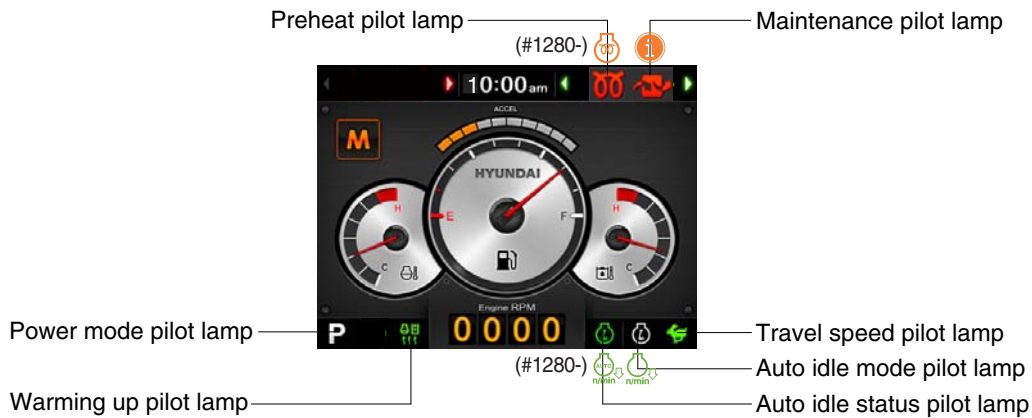 Preheat pilot lamp
Maintenance pilot lamp
(#1280-)
i
10:00am
ACCEL
M
HYUNDAI
H
C
E
F
H
C
Engine RPM
Power mode pilot lamp
P
0000
Travel speed pilot lamp
(#1280-)
AUTO
n/min
n/min
Auto idle mode pilot lamp
Warming up pilot lamp
Auto idle status pilot lamp